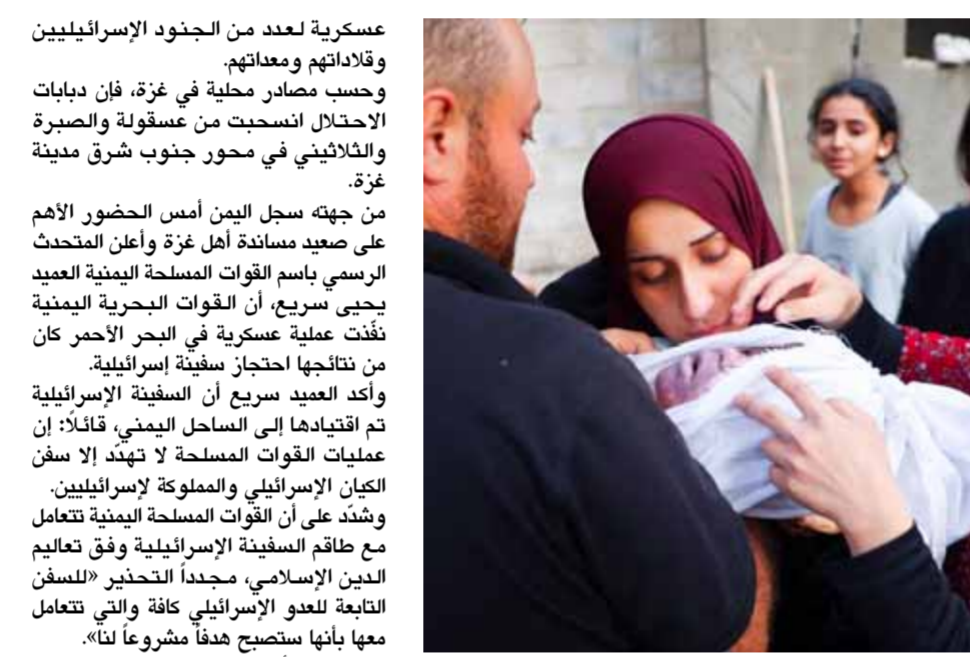 عسكرية لعدد من الجنود الإسرائيليين
وقلاداتهم ومعداتهم.
وحسب مصادر محلية في غزة، فإن دبابات
الاحتلال انسحبت من عسقولة والصبرة
والثلاثيني في محور جنوب شرق مدينة
غزة.
من جهته سجل اليمن أمس الحضور الأهم
على صعيد مساندة أهل غزة وأعلن المتحدث
الرسمي باسم القوات المسلحة اليمنية العميد
يحيى سريع، أن القوات البحرية اليمنية
نفّذت عملية عسكرية في البحر الأحمر كان
من نتائجها احتجاز سفينة إسرائيلية.
وأكد العميد سريع أن السفينة الإسرائيلية
تم اقتيادها إلى الساحل اليمني، قائلاً: إن
عمليات القوات المسلحة لا تهدّد إلا سفن
الكيان الإسرائيلي والمملوكة لإسرائيليين.
وشدّد على أن القوات المسلحة اليمنية تتعامل
مع طاقم السفينة الإسرائيلية وفق تعاليم
الدين الإسلامي، مجدداً التحذير «للسفن
التابعة للعدو الإسرائيلي كافة والتي تتعامل
معها بأنها ستصبح هدفاً مشروعاً لنا».